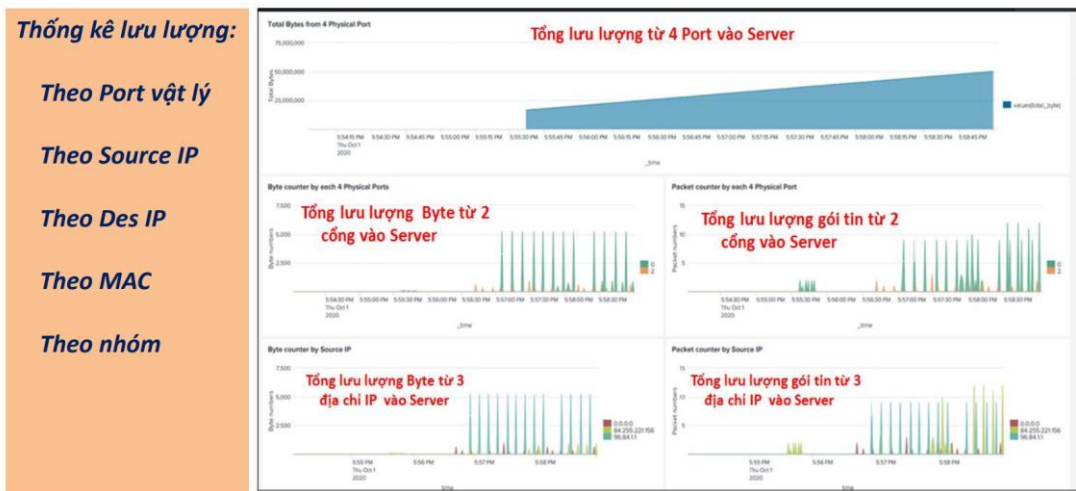 Thống kê lưu lượng:
Theo Port vật lý
Theo Source IP
Theo Des IP
Theo MAC
Theo nhóm
Total Bytes from 4 Physical Port
Tổng lưu lượng từ 4 Port vào Server
75,000,000
50,000,000
25,000,000
Total Bytes
values(total_byte)
5:54:15 PM 5:54:30 PM 5:54:45 PM 5:55:00 PM 5:55:15 PM 5:55:30 PM 5:55:45 PM 5:56:00 PM 5:56:15 PM 5:56:30 PM 5:56:45 PM 5:57:00 PM 5:57:15 PM 5:57:30 PM 5:57:45 PM 5:58:00 PM 5:58:15 PM 5:58:30 PM 5:58:45 PM
Thu Oct 1
2020
_time
Byte counter by each 4 Physical Ports
Tổng lưu lượng Byte từ 2
cổng vào Server
7,500
5,000
2,500
Byte numbers
0
2
5:54:30 PM 5:55:00 PM 5:55:30 PM 5:56:00 PM 5:56:30 PM 5:57:00 PM 5:57:30 PM 5:58:00 PM 5:58:30 PM
Thu Oct 1
2020
_time
Packet counter by each 4 Physical Port
Tổng lưu lượng gói tin từ 2
cổng vào Server
15
10
5
Packet numbers
0
2
5:54:30 PM 5:55:00 PM 5:55:30 PM 5:56:00 PM 5:56:30 PM 5:57:00 PM 5:57:30 PM 5:58:00 PM 5:58:30 PM
Thu Oct 1
2020
_time
Byte counter by Source IP
Tổng lưu lượng Byte từ 3
địa chỉ IP vào Server
7,500
5,000
2,500
Byte numbers
0.0.0.0
84.255.221.156
96.84.1.1
5:55 PM 5:56 PM 5:57 PM 5:58 PM
Thu Oct 1
2020
time
Packet counter by Source IP
Tổng lưu lượng gói tin từ 3
địa chỉ IP vào Server
15
10
5
Packet numbers
0.0.0.0
84.255.221.156
96.84.1.1
5:55 PM 5:56 PM 5:57 PM 5:58 PM
Thu Oct 1
2020
time